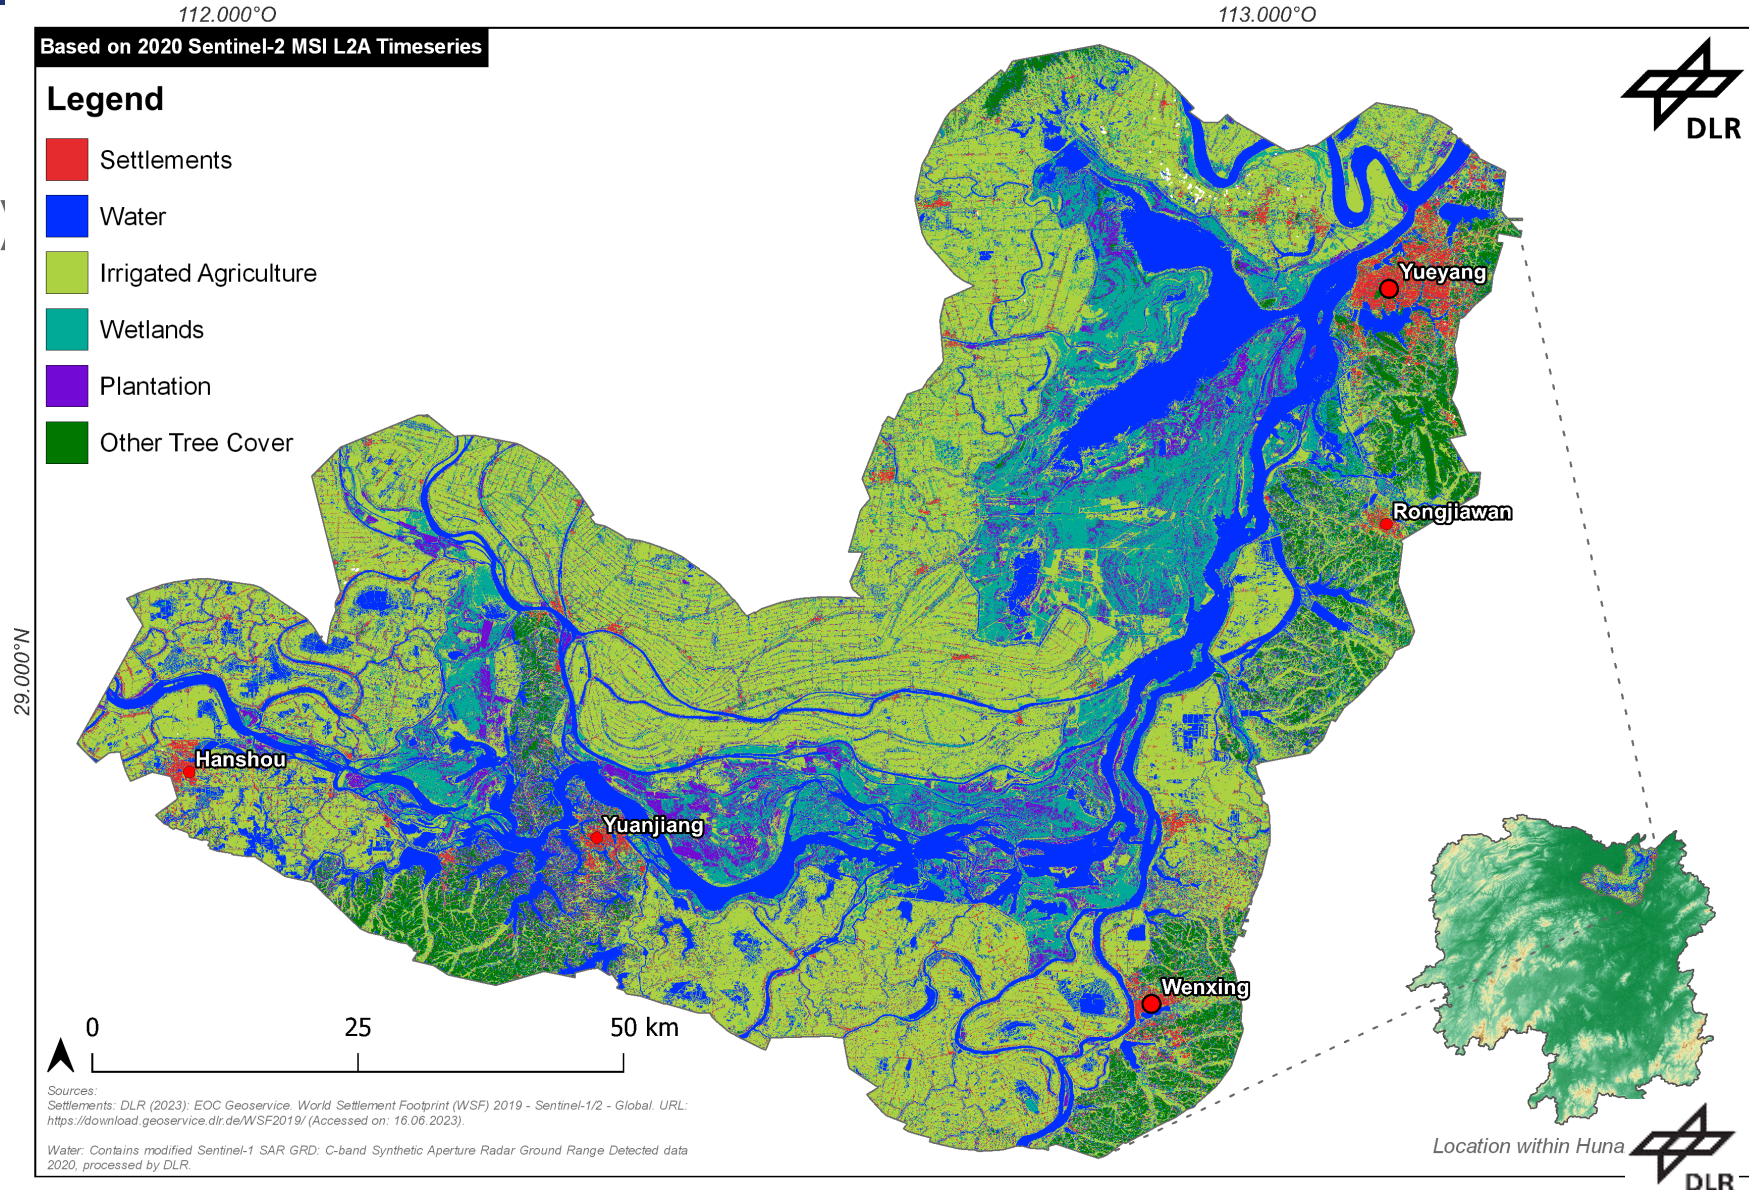 112.000°O
113.000°O
Based on 2020 Sentinel-2 MSI L2A Timeseries
DLR
Legend
Settlements
Water
Irrigated Agriculture
Wetlands
Plantation
Other Tree Cover
Yueyang
Rongjiawan
29.000°N
Hanshou
Yuanjiang
Wenxing
0 25 50 km
Sources:
Settlements: DLR (2023): EOC Geoservice. World Settlement Footprint (WSF) 2019 - Sentinel-1/2 - Global. URL:
https://download.geoservice.dlr.de/WSF2019/ (Accessed on: 16.06.2023).
Water: Contains modified Sentinel-1 SAR GRD: C-band Synthetic Aperture Radar Ground Range Detected data
2020, processed by DLR.
Location within Huna
DLR